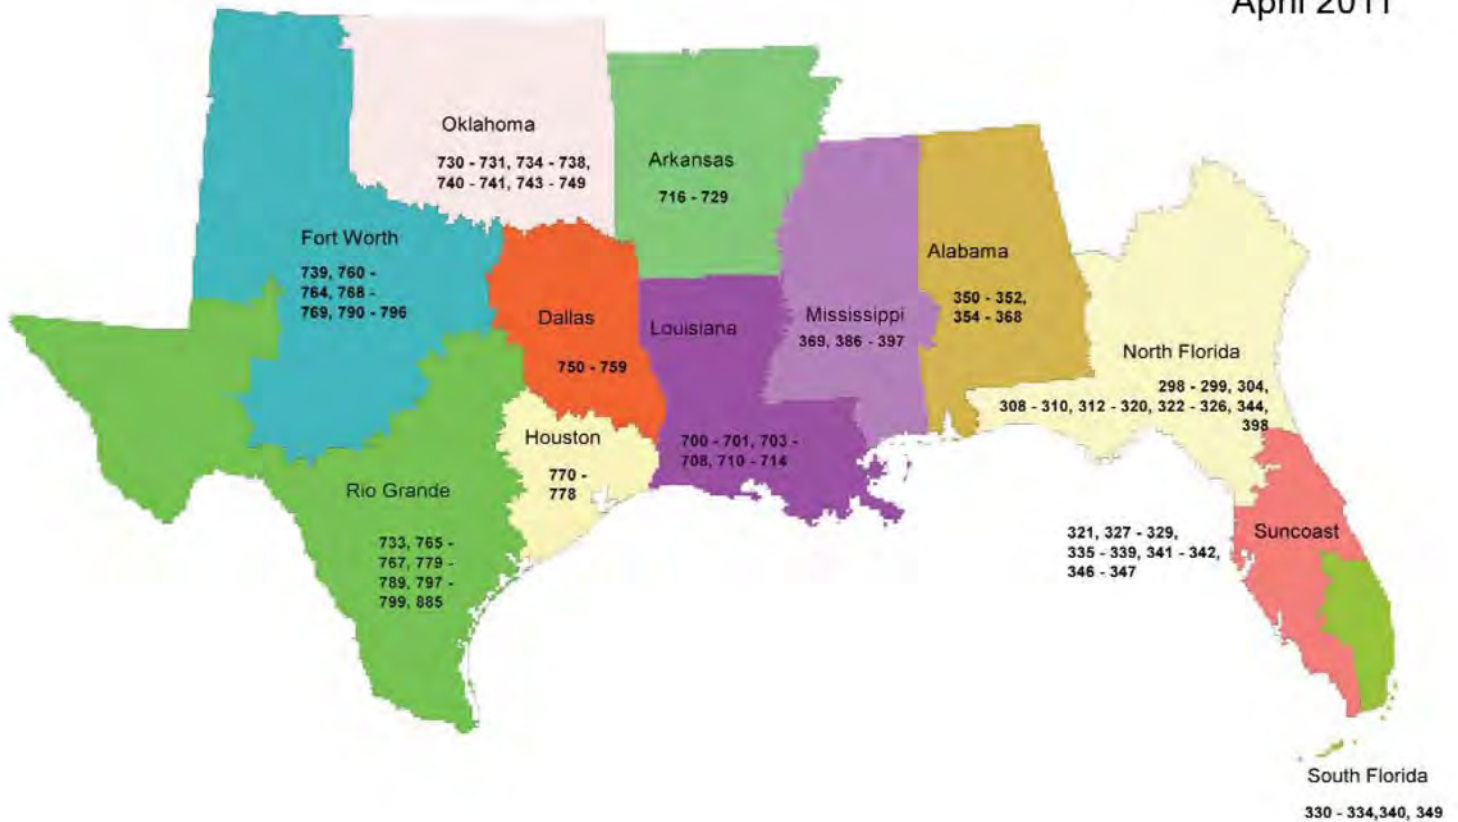 April 2011
Oklahoma
730 - 731, 734 - 738,
740 - 741, 743 - 749
Arkansas
716 - 729
Fort Worth
739, 760 -
764, 768 -
769, 790 - 796
Dallas
750 - 759
Louisiana
700 - 701, 703 -
708, 710 - 714
Mississippi
369, 386 - 397
Alabama
350 - 352,
354 - 368
North Florida
298 - 299, 304,
308 - 310, 312 - 320, 322 - 326, 344,
398
Houston
770 -
778
Rio Grande
733, 765 -
767, 779 -
789, 797 -
799, 885
Suncoast
321, 327 - 329,
335 - 339, 341 - 342,
346 - 347
South Florida
330 - 334,340, 349